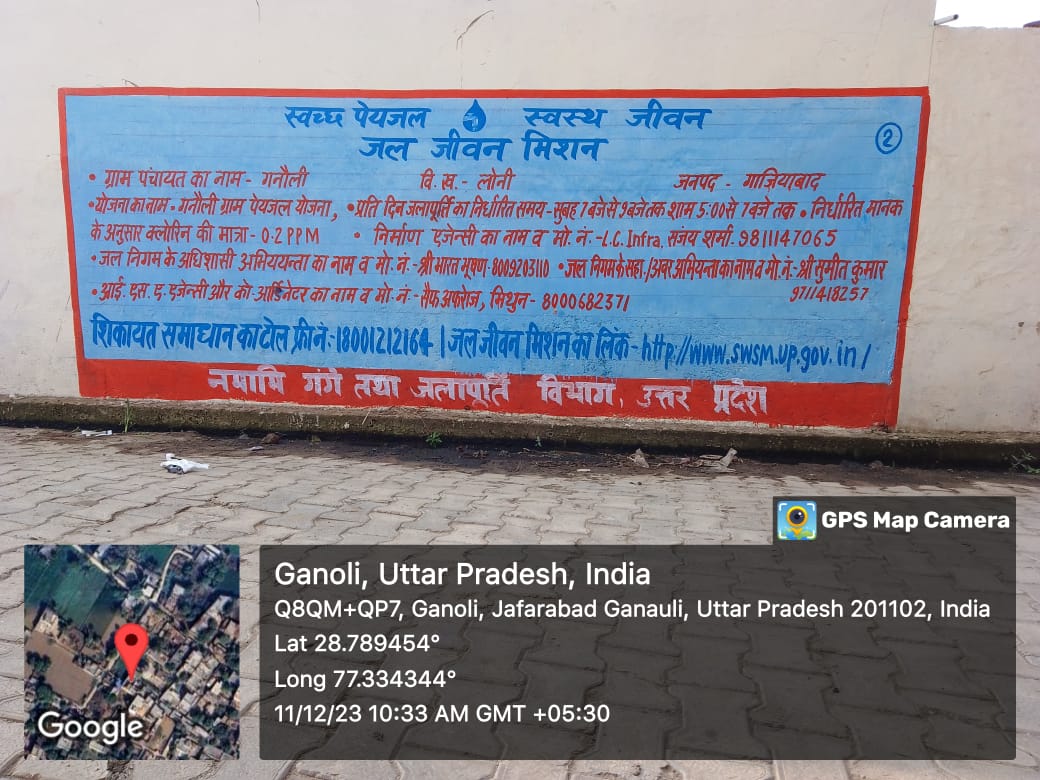 स्वच्छ पेयजल स्वस्थ जीवन
जल जीवन मिशन
2
• ग्राम पंचायत का नाम - गनौली वि. ख. - लोनी जनपद - गाज़ियाबाद
• योजना का नाम - गनौली ग्राम पेयजल योजना, • प्रति दिन जलापूर्ति का निर्धारित समय - सुबह 7 बजे से 9 बजे तक शाम 5:00 से 7 बजे तक • निर्धारित मानक
के अनुसार क्लोरिन की मात्रा - 0.2 PPM • निर्माण एजेन्सी का नाम व मो. नं. - L.C. Infra. संजय शर्मा. 9811147065
• जल निगम के अधिशासी अभिययन्ता का नाम व मो. नं. - श्री भारत भूषण - 8009203110 • जल निगम के सहा./अवर अभियन्ता का नाम व मो. नं. - श्री सुमीत कुमार
9711418257
• आई. एस. ए. एजेन्सी और को-आर्डिनेटर का नाम व मो. नं. - सैफ अफरोज, मिथुन - 8000682371
शिकायत समाधान का टोल फ्री नं. - 18001212164 | जल जीवन मिशन का लिंक - http://www.swsm.up.gov.in/
नमामि गंगे तथा जलापूर्ति विभाग, उत्तर प्रदेश
GPS Map Camera
Ganoli, Uttar Pradesh, India
Q8QM+QP7, Ganoli, Jafarabad Ganauli, Uttar Pradesh 201102, India
Lat 28.789454°
Long 77.334344°
11/12/23 10:33 AM GMT +05:30
Google